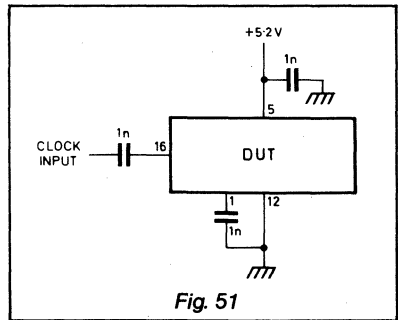 +5·2V
1n
5
CLOCK
INPUT
1n
16
DUT
1
12
1n
Fig. 51